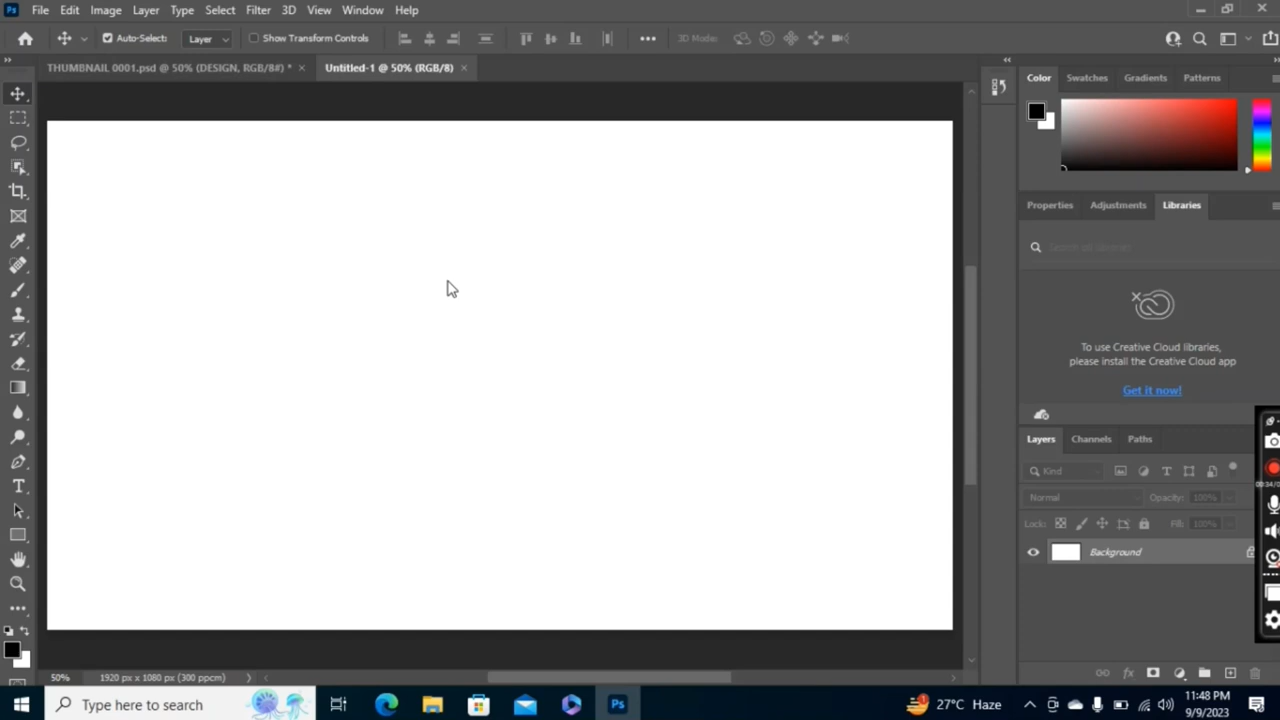 Ps File Edit Image Layer Type Select Filter 3D View Window Help
Auto-Select: Layer Show Transform Controls 3D Mode:
THUMBNAIL 0001.psd @ 50% (DESIGN, RGB/8#) * × Untitled-1 @ 50% (RGB/8) ×
Color Swatches Gradients Patterns
Properties Adjustments Libraries
To use Creative Cloud libraries,
please install the Creative Cloud app
Get it now!
Layers Channels Paths
Kind
Normal Opacity: 100%
Lock: Fill: 100%
Background
50% 1920 px x 1080 px (300 ppcm)
Type here to search Ps 27°C Haze 11:48 PM
9/9/2023